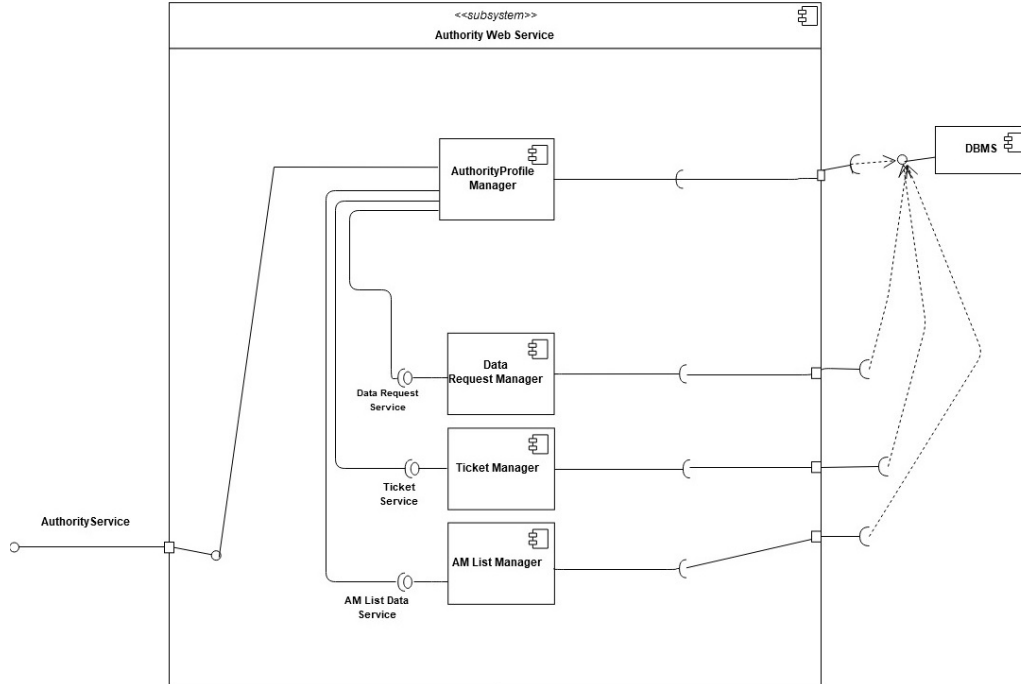 <<subsystem>>
Authority Web Service
DBMS
AuthorityProfile
Manager
Data
Request Manager
Data Request
Service
Ticket Manager
Ticket
Service
AuthorityService
AM List Manager
AM List Data
Service